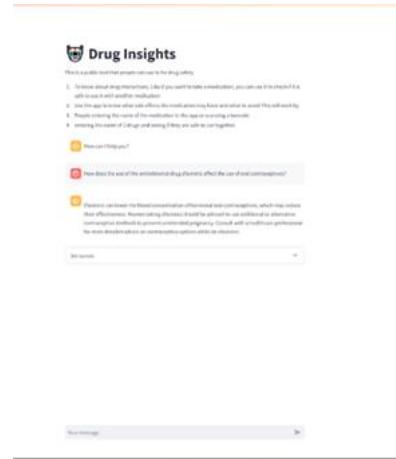 Drug Insights
This is a public tool that people can use to the drug safety.
1. To know about drug interactions. Like if you want to take a medication, you can use it to check if it is
safe to use it with another medication
2. Use the app to know what side effects the medication may have and what to avoid This will work by
3. People entering the name of the medication in the app or scanning a barcode
4. entering the name of 2 drugs and seeing if they are safe to use together
How can I help you?
How does the use of the antiretroviral drug efavirenz affect the use of oral contraceptives?
Efavirenz can lower the blood concentration of hormonal oral contraceptives, which may reduce
their effectiveness. Women taking efavirenz should be advised to use additional or alternative
contraceptive methods to prevent unintended pregnancy. Consult with a healthcare professional
for more detailed advice on contraceptive options while on efavirenz.
Your message